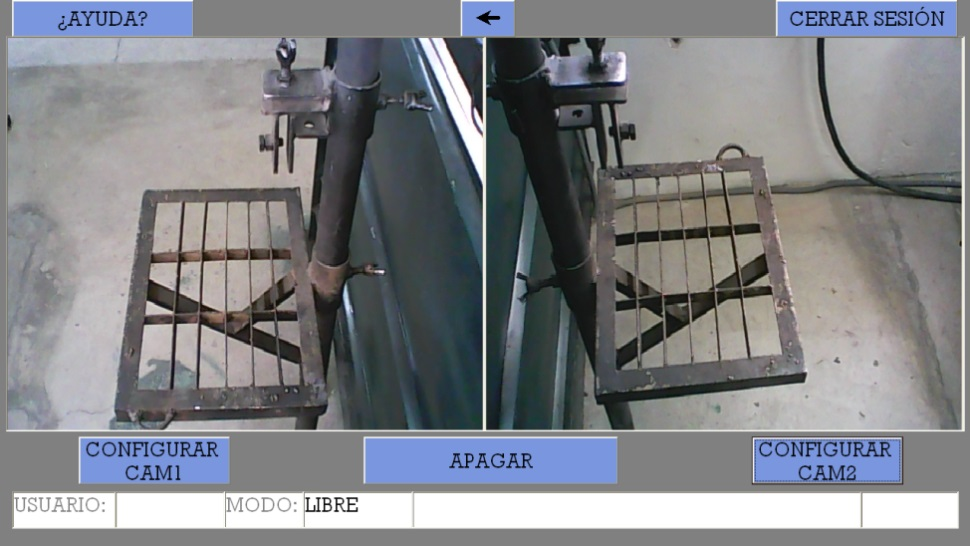 ¿AYUDA?
CERRAR SESIÓN
CONFIGURAR
CAM1
APAGAR
CONFIGURAR
CAM2
USUARIO:
MODO: LIBRE